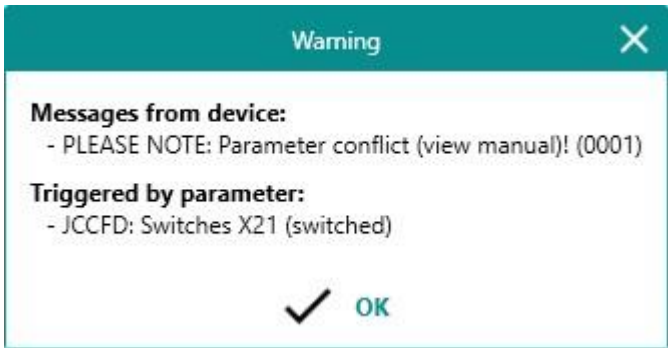 Warning
Messages from device:
- PLEASE NOTE: Parameter conflict (view manual)! (0001)
Triggered by parameter:
- JCCFD: Switches X21 (switched)
OK